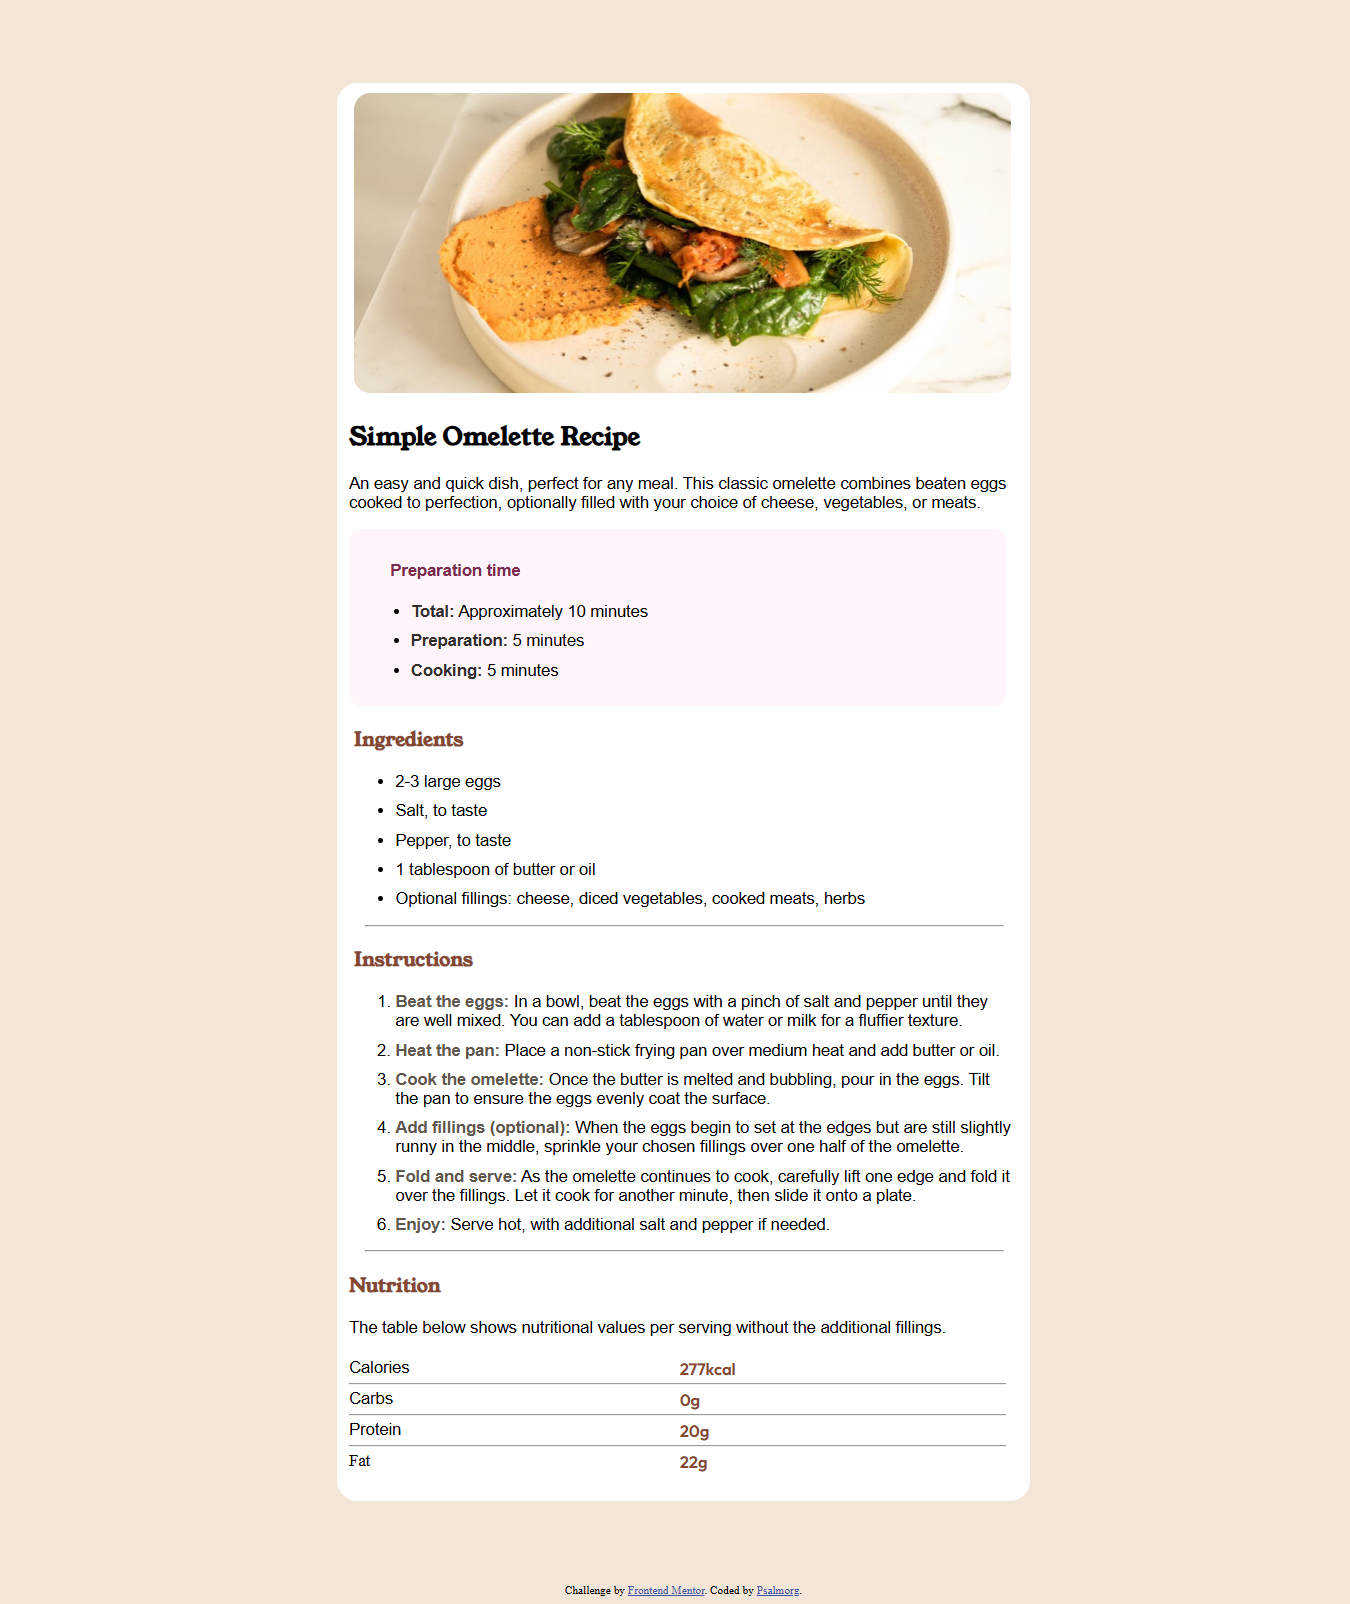 Simple Omelette Recipe
An easy and quick dish, perfect for any meal. This classic omelette combines beaten eggs
cooked to perfection, optionally filled with your choice of cheese, vegetables, or meats.
Preparation time
• Total: Approximately 10 minutes
• Preparation: 5 minutes
• Cooking: 5 minutes
Ingredients
• 2-3 large eggs
• Salt, to taste
• Pepper, to taste
• 1 tablespoon of butter or oil
• Optional fillings: cheese, diced vegetables, cooked meats, herbs
Instructions
1. Beat the eggs: In a bowl, beat the eggs with a pinch of salt and pepper until they
are well mixed. You can add a tablespoon of water or milk for a fluffier texture.
2. Heat the pan: Place a non-stick frying pan over medium heat and add butter or oil.
3. Cook the omelette: Once the butter is melted and bubbling, pour in the eggs. Tilt
the pan to ensure the eggs evenly coat the surface.
4. Add fillings (optional): When the eggs begin to set at the edges but are still slightly
runny in the middle, sprinkle your chosen fillings over one half of the omelette.
5. Fold and serve: As the omelette continues to cook, carefully lift one edge and fold it
over the fillings. Let it cook for another minute, then slide it onto a plate.
6. Enjoy: Serve hot, with additional salt and pepper if needed.
Nutrition
The table below shows nutritional values per serving without the additional fillings.
Calories 277kcal
Carbs 0g
Protein 20g
Fat 22g
Challenge by Frontend Mentor. Coded by Psalmorg.